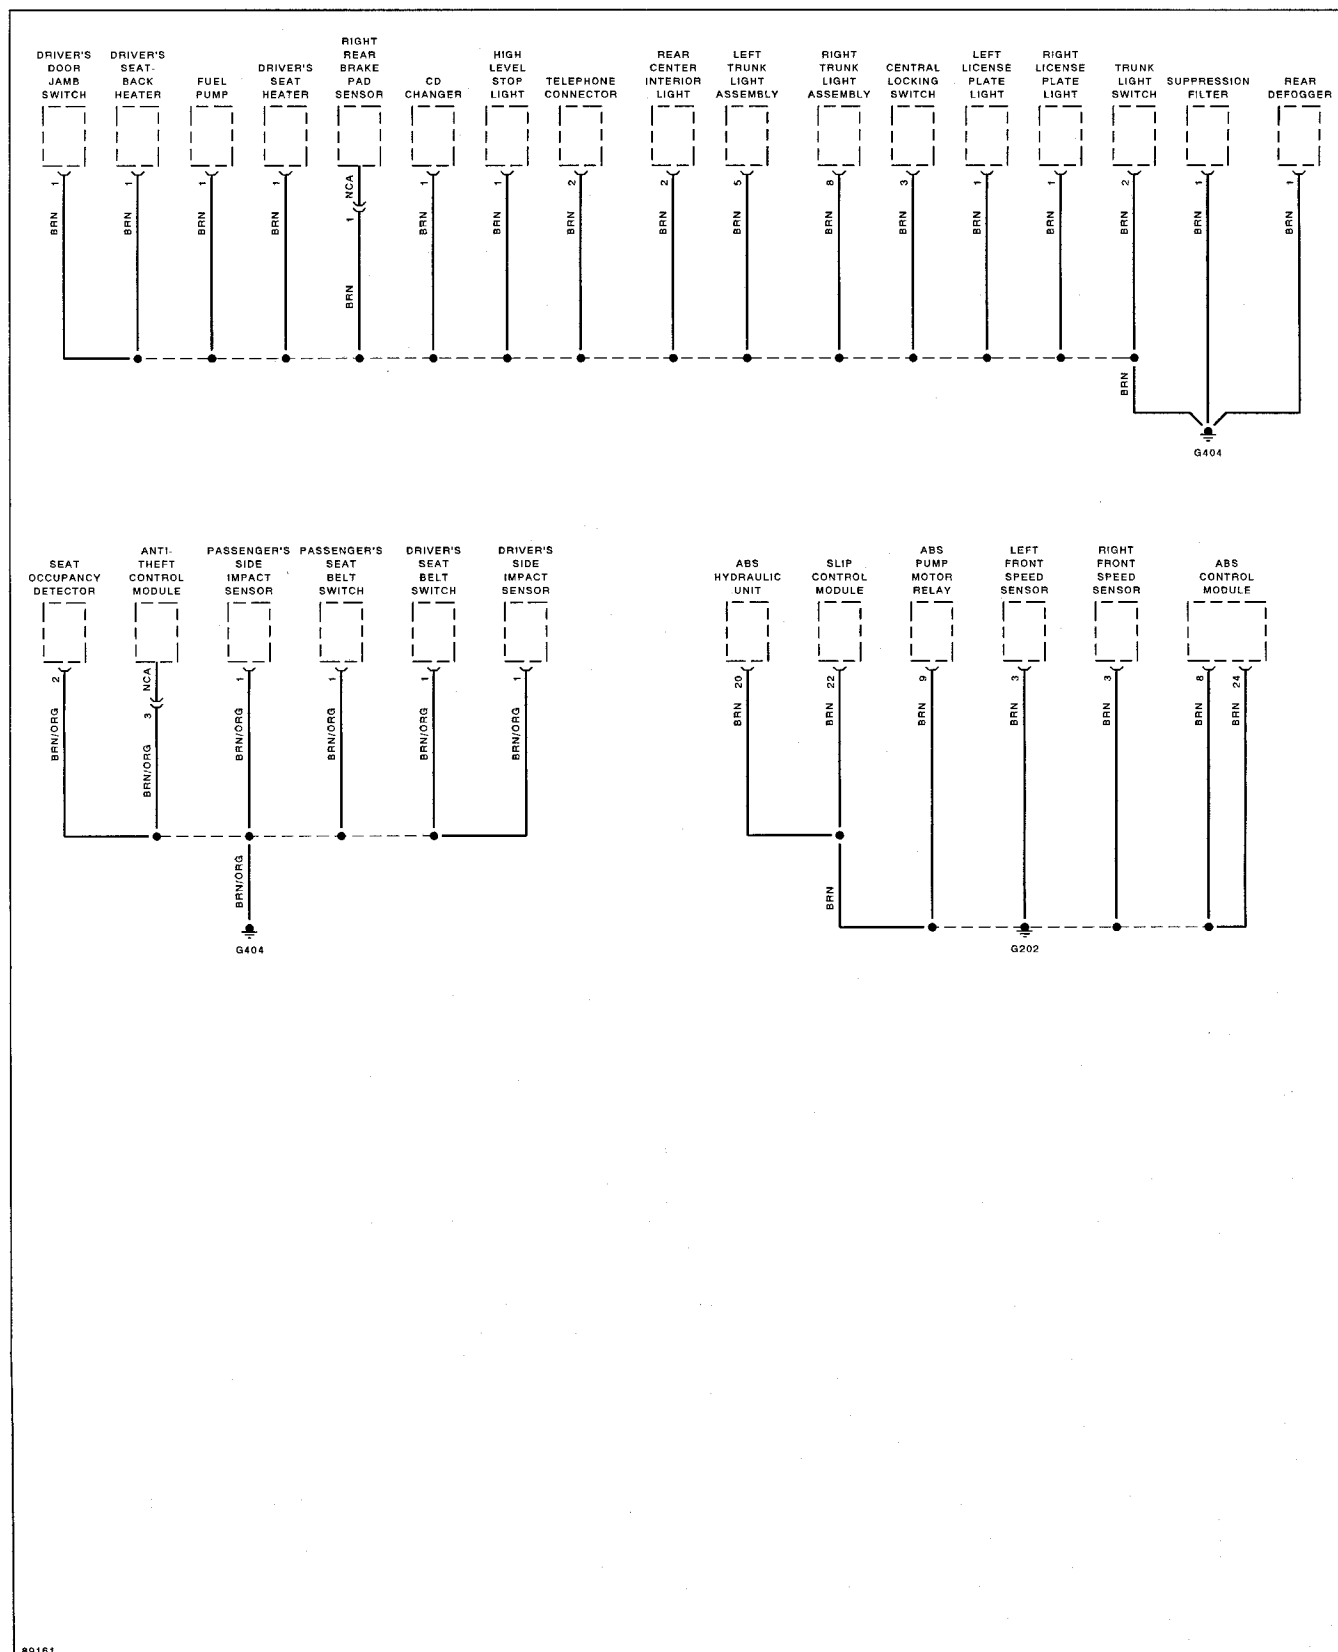 DRIVER'S
DOOR
JAMB
SWITCH
DRIVER'S
SEAT-
BACK
HEATER
FUEL
PUMP
DRIVER'S
SEAT
HEATER
RIGHT
REAR
BRAKE
PAD
SENSOR
CD
CHANGER
HIGH
LEVEL
STOP
LIGHT
TELEPHONE
CONNECTOR
REAR
CENTER
INTERIOR
LIGHT
LEFT
TRUNK
LIGHT
ASSEMBLY
RIGHT
TRUNK
LIGHT
ASSEMBLY
CENTRAL
LOCKING
SWITCH
LEFT
LICENSE
PLATE
LIGHT
RIGHT
LICENSE
PLATE
LIGHT
TRUNK
LIGHT
SWITCH
SUPPRESSION
FILTER
REAR
DEFOGGER
1
BRN
1
BRN
1
BRN
1
BRN
NCA
1
BRN
1
BRN
1
BRN
2
BRN
2
BRN
5
BRN
8
BRN
3
BRN
1
BRN
1
BRN
2
BRN
BRN
1
BRN
1
BRN
G404
SEAT
OCCUPANCY
DETECTOR
ANTI-
THEFT
CONTROL
MODULE
PASSENGER'S
SIDE
IMPACT
SENSOR
PASSENGER'S
SEAT
BELT
SWITCH
DRIVER'S
SEAT
BELT
SWITCH
DRIVER'S
SIDE
IMPACT
SENSOR
2
BRN/ORG
NCA
3
BRN/ORG
1
BRN/ORG
1
BRN/ORG
1
BRN/ORG
1
BRN/ORG
BRN/ORG
G404
ABS
HYDRAULIC
UNIT
SLIP
CONTROL
MODULE
ABS
PUMP
MOTOR
RELAY
LEFT
FRONT
SPEED
SENSOR
RIGHT
FRONT
SPEED
SENSOR
ABS
CONTROL
MODULE
20
BRN
22
BRN
9
BRN
3
BRN
3
BRN
8
BRN
24
BRN
BRN
G202
89161